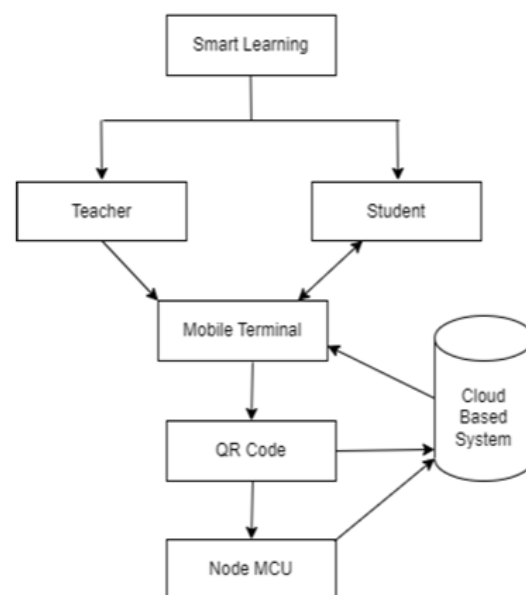 Smart Learning
Teacher
Student
Mobile Terminal
Cloud
Based
System
QR Code
Node MCU